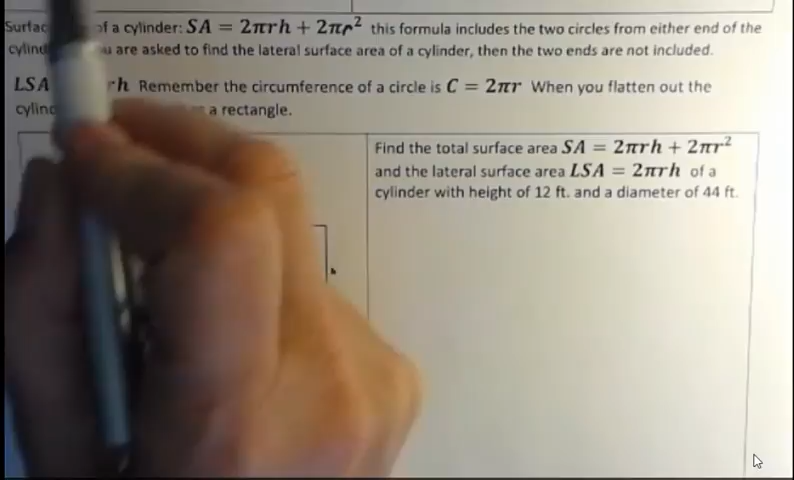 Surfac of a cylinder: SA = 2πrh + 2πr² this formula includes the two circles from either end of the
are asked to find the lateral surface area of a cylinder, then the two ends are not included.
LSA rh Remember the circumference of a circle is C = 2πr When you flatten out the
a rectangle.
Find the total surface area SA = 2πrh + 2πr²
and the lateral surface area LSA = 2πrh of a
cylinder with height of 12 ft. and a diameter of 44 ft.